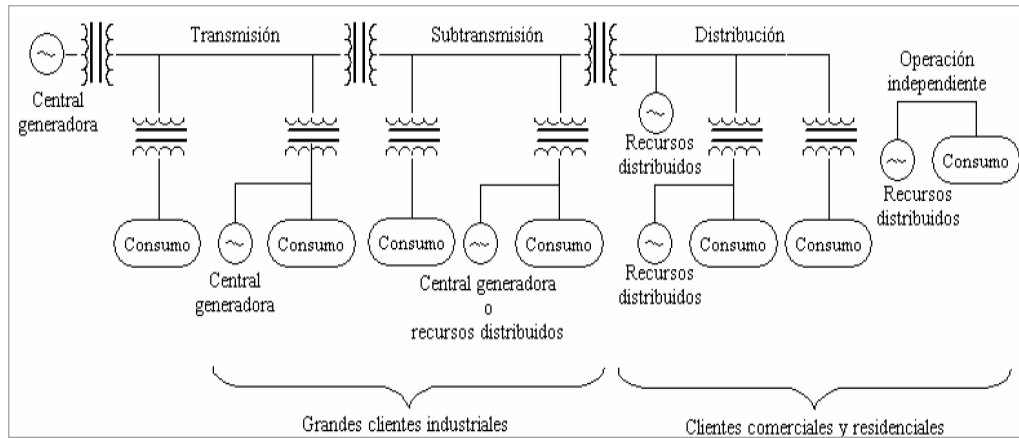 Transmisión
Subtransmisión
Distribución
Operación
independiente
Central
generadora
Recursos
distribuidos
Recursos
distribuidos
Consumo
Consumo
Consumo
Consumo
Consumo
Consumo
Consumo
Central
generadora
Central generadora
o
recursos distribuidos
Recursos
distribuidos
Grandes clientes industriales
Clientes comerciales y residenciales